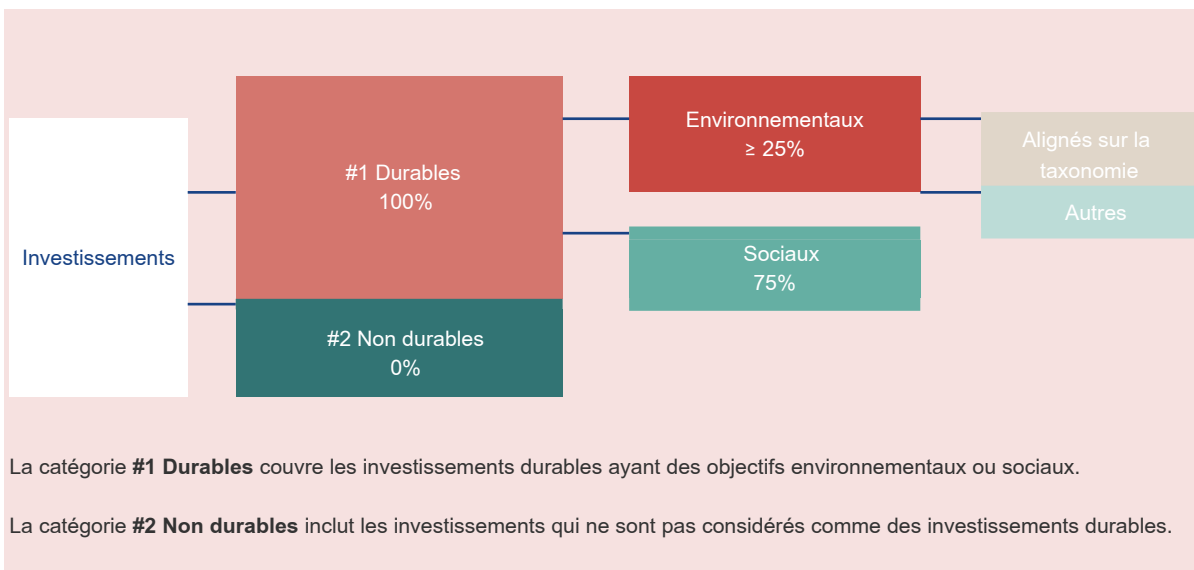 Investissements
#1 Durables
100%
#2 Non durables
0%
Environnementaux
≥ 25%
Sociaux
75%
Alignés sur la
taxonomie
Autres
La catégorie #1 Durables couvre les investissements durables ayant des objectifs environnementaux ou sociaux.
La catégorie #2 Non durables inclut les investissements qui ne sont pas considérés comme des investissements durables.